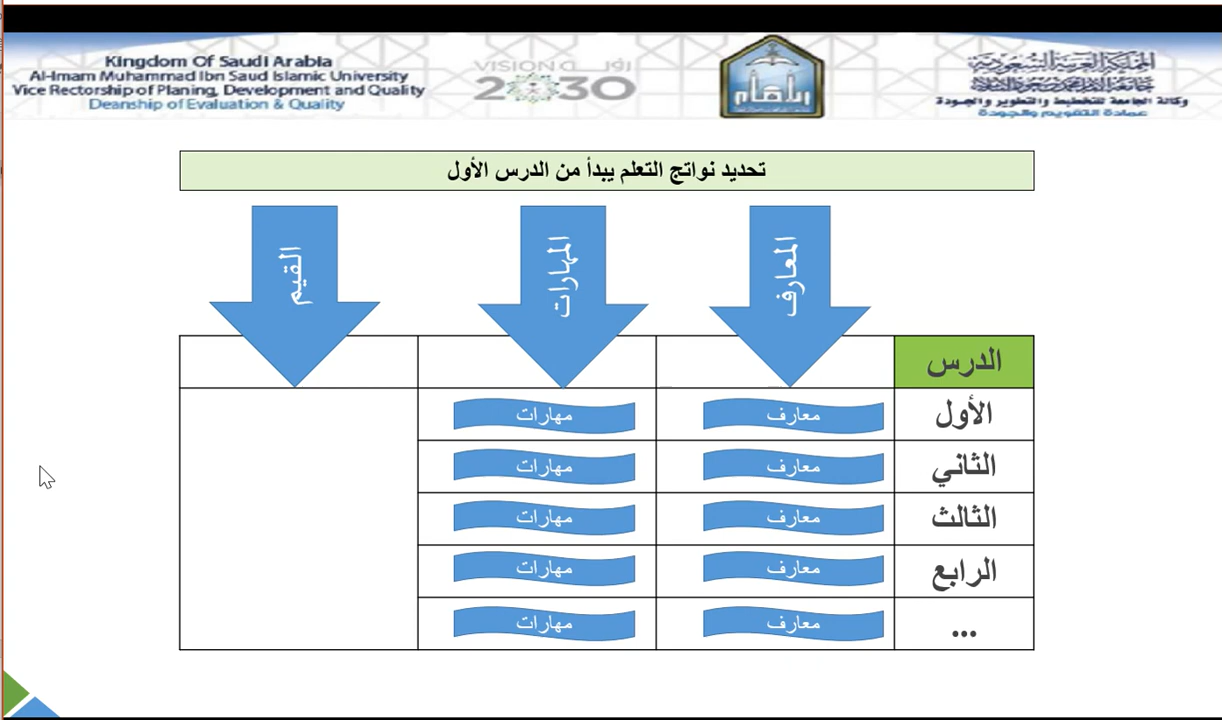 Kingdom Of Saudi Arabia
Al-Imam Muhammad Ibn Saud Islamic University
Vice Rectorship of Planing, Development and Quality
Deanship of Evaluation & Quality
VISION رؤ
2030
المملكة العربية السعودية
جامعة الإمام محمد بن سعود الإسلامية
وكالة الجامعة للتخطيط والتطوير والجودة
عمادة التقويم والجودة
تحديد نواتج التعلم يبدأ من الدرس الأول
المعارف
المهارات
القيم
الدرس
الأول معارف مهارات
الثاني معارف مهارات
الثالث معارف مهارات
الرابع معارف مهارات
... معارف مهارات